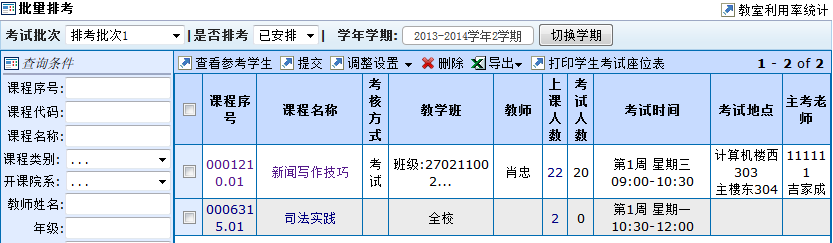 批量排考
教室利用率统计
考试批次 排考批次1 | 是否排考 已安排 | 学年学期: 2013-2014学年2学期 切换学期
查询条件
课程序号:
课程代码:
课程名称:
课程类别: ...
开课院系: ...
教师姓名:
年级:
查看参考学生 提交 调整设置 删除 导出 打印学生考试座位表 1 - 2 of 2
课程序号 课程名称 考核方式 教学班 教师 上课人数 考试人数 考试时间 考试地点 主考老师
0001210.01 新闻写作技巧 考试 班级:270211002... 肖忠 22 20 第1周 星期三 09:00-10:30 计算机楼西303 主楼东304 111111 吉家成
0006315.01 司法实践 全校 2 0 第1周 星期一 10:30-12:00